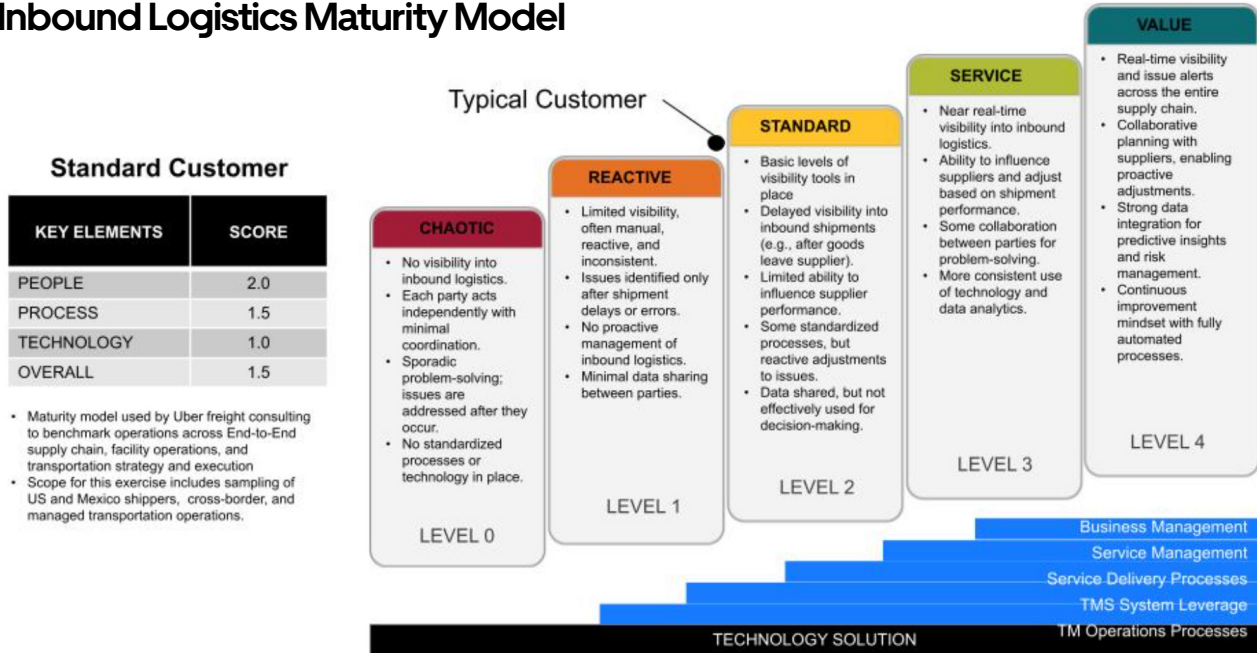 Inbound Logistics Maturity Model
Standard Customer
KEY ELEMENTS SCORE
PEOPLE 2.0
PROCESS 1.5
TECHNOLOGY 1.0
OVERALL 1.5
• Maturity model used by Uber freight consulting
to benchmark operations across End-to-End
supply chain, facility operations, and
transportation strategy and execution
• Scope for this exercise includes sampling of
US and Mexico shippers, cross-border, and
managed transportation operations.
Typical Customer
CHAOTIC
• No visibility into
inbound logistics.
• Each party acts
independently with
minimal
coordination.
• Sporadic
problem-solving;
issues are
addressed after they
occur.
• No standardized
processes or
technology in place.
LEVEL 0
REACTIVE
• Limited visibility,
often manual,
reactive, and
inconsistent.
• Issues identified only
after shipment
delays or errors.
• No proactive
management of
inbound logistics.
• Minimal data sharing
between parties.
LEVEL 1
STANDARD
• Basic levels of
visibility tools in
place
• Delayed visibility into
inbound shipments
(e.g., after goods
leave supplier).
• Limited ability to
influence supplier
performance.
• Some standardized
processes, but
reactive adjustments
to issues.
• Data shared, but not
effectively used for
decision-making.
LEVEL 2
SERVICE
• Near real-time
visibility into inbound
logistics.
• Ability to influence
suppliers and adjust
based on shipment
performance.
• Some collaboration
between parties for
problem-solving.
• More consistent use
of technology and
data analytics.
LEVEL 3
VALUE
• Real-time visibility
and issue alerts
across the entire
supply chain.
• Collaborative
planning with
suppliers, enabling
proactive
adjustments.
• Strong data
integration for
predictive insights
and risk
management.
• Continuous
improvement
mindset with fully
automated
processes.
LEVEL 4
Business Management
Service Management
Service Delivery Processes
TMS System Leverage
TM Operations Processes
TECHNOLOGY SOLUTION